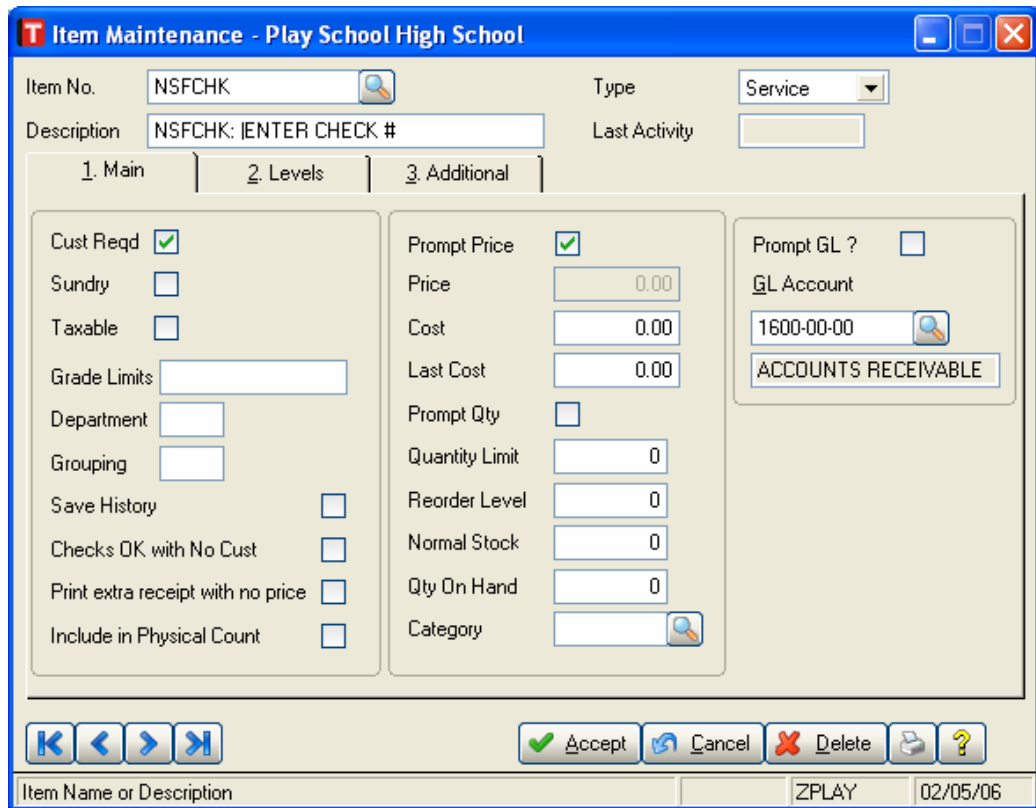 T Item Maintenance - Play School High School
Item No. NSFCHK Type Service
Description NSFCHK: |ENTER CHECK # Last Activity
1. Main 2. Levels 3. Additional
Cust Reqd
Sundry
Taxable
Grade Limits
Department
Grouping
Save History
Checks OK with No Cust
Print extra receipt with no price
Include in Physical Count
Prompt Price
Price 0.00
Cost 0.00
Last Cost 0.00
Prompt Qty
Quantity Limit 0
Reorder Level 0
Normal Stock 0
Qty On Hand 0
Category
Prompt GL ?
GL Account
1600-00-00
ACCOUNTS RECEIVABLE
Accept Cancel Delete ?
Item Name or Description ZPLAY 02/05/06